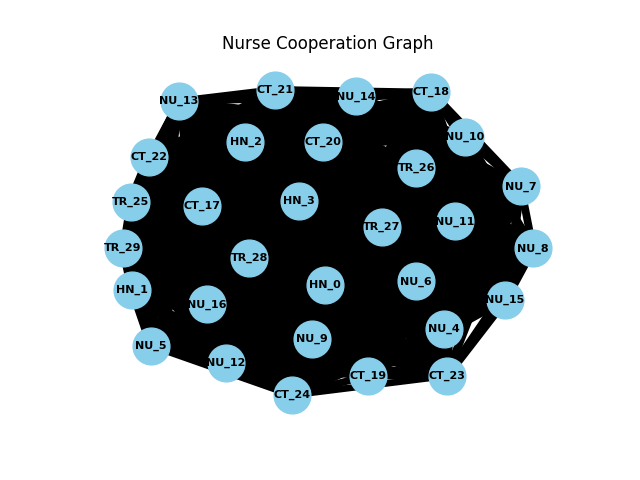 Nurse Cooperation Graph
CT_21
CT_18
NU_14
NU_13
NU_10
HN_2
CT_20
CT_22
TR_26
NU_7
HN_3
TR_25
CT_17
NU_11
TR_27
TR_29
NU_8
TR_28
NU_6
HN_0
HN_1
NU_15
NU_16
NU_4
NU_9
NU_5
NU_12
CT_19
CT_23
CT_24